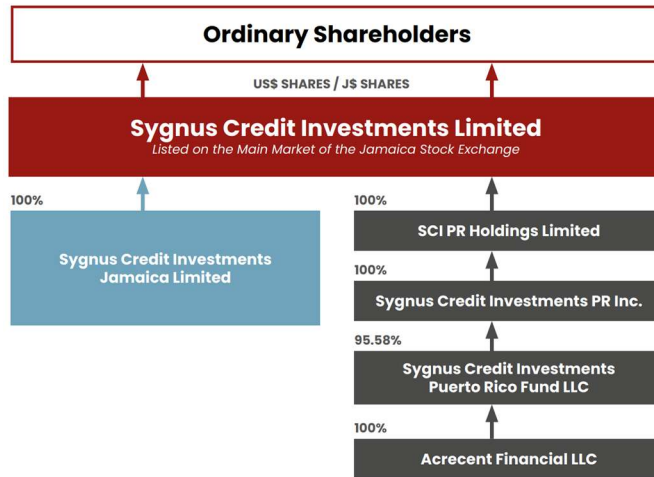 Ordinary Shareholders
US$ SHARES / J$ SHARES
Sygnus Credit Investments Limited
Listed on the Main Market of the Jamaica Stock Exchange
100%
Sygnus Credit Investments
Jamaica Limited
100%
SCI PR Holdings Limited
100%
Sygnus Credit Investments PR Inc.
95.58%
Sygnus Credit Investments
Puerto Rico Fund LLC
100%
Acrecent Financial LLC